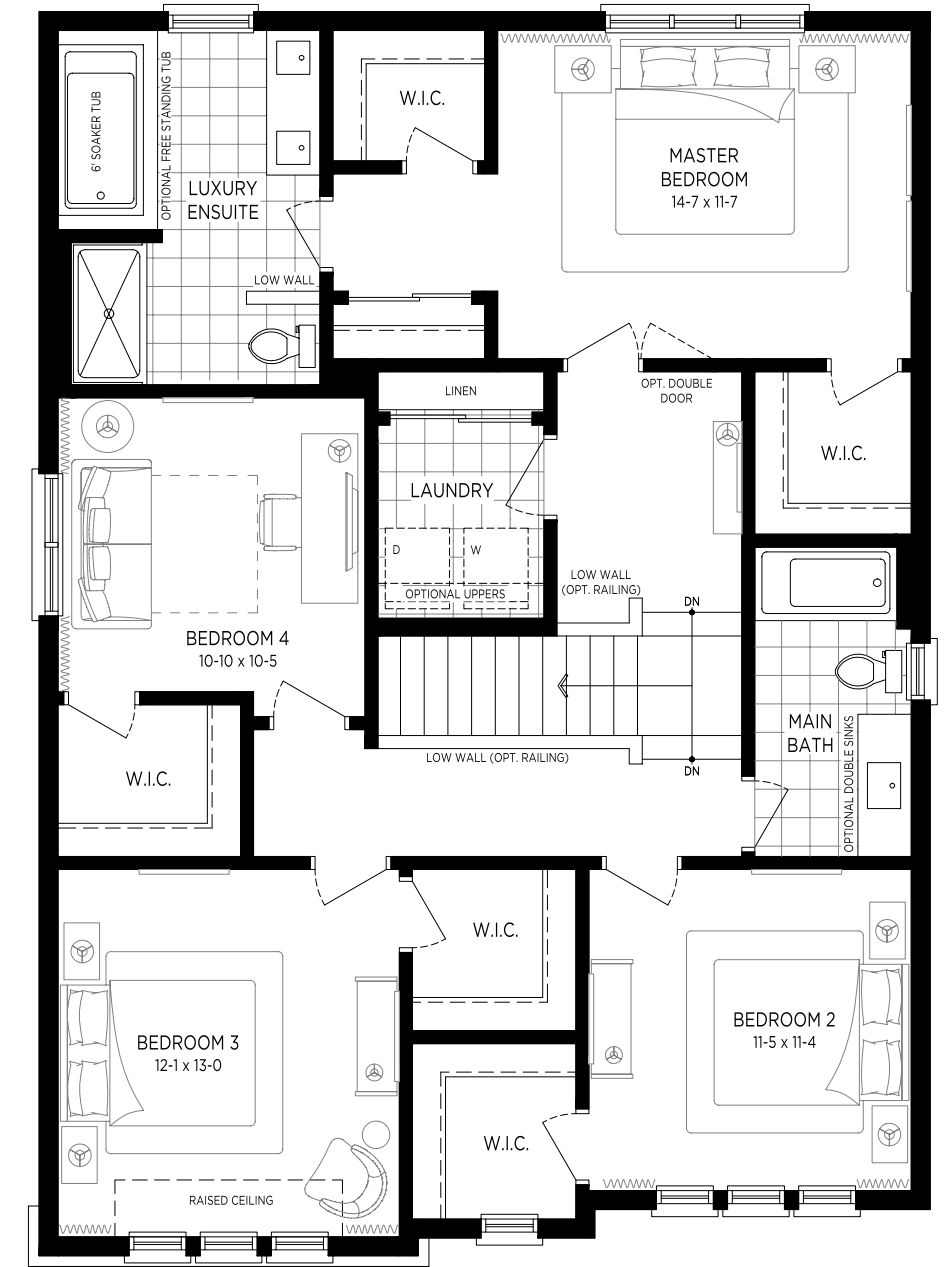 6' SOAKER TUB
OPTIONAL FREE STANDING TUB
LUXURY
ENSUITE
LOW WALL
W.I.C.
MASTER
BEDROOM
14-7 x 11-7
OPT. DOUBLE
DOOR
LINEN
LAUNDRY
D
W
OPTIONAL UPPERS
W.I.C.
LOW WALL
(OPT. RAILING)
DN
BEDROOM 4
10-10 x 10-5
MAIN
BATH
OPTIONAL DOUBLE SINKS
LOW WALL (OPT. RAILING)
DN
W.I.C.
W.I.C.
BEDROOM 3
12-1 x 13-0
BEDROOM 2
11-5 x 11-4
W.I.C.
RAISED CEILING